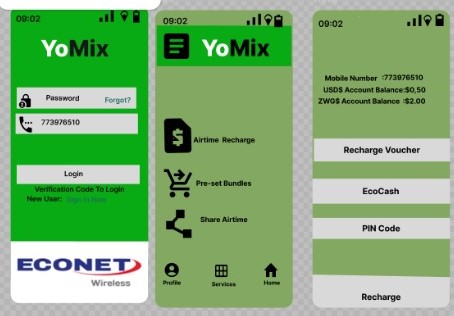 09:02
YoMix
Password
Forgot?
773976510
Login
Verification Code To Login
New User: Sign In Now
ECONET
Wireless
09:02
YoMix
Airtime Recharge
Pre-set Bundles
Share Airtime
Profile
Services
Home
09:02
Mobile Number :773976510
USD$ Account Balance:$0,50
ZWG$ Account Balance :$2.00
Recharge Voucher
EcoCash
PIN Code
Recharge